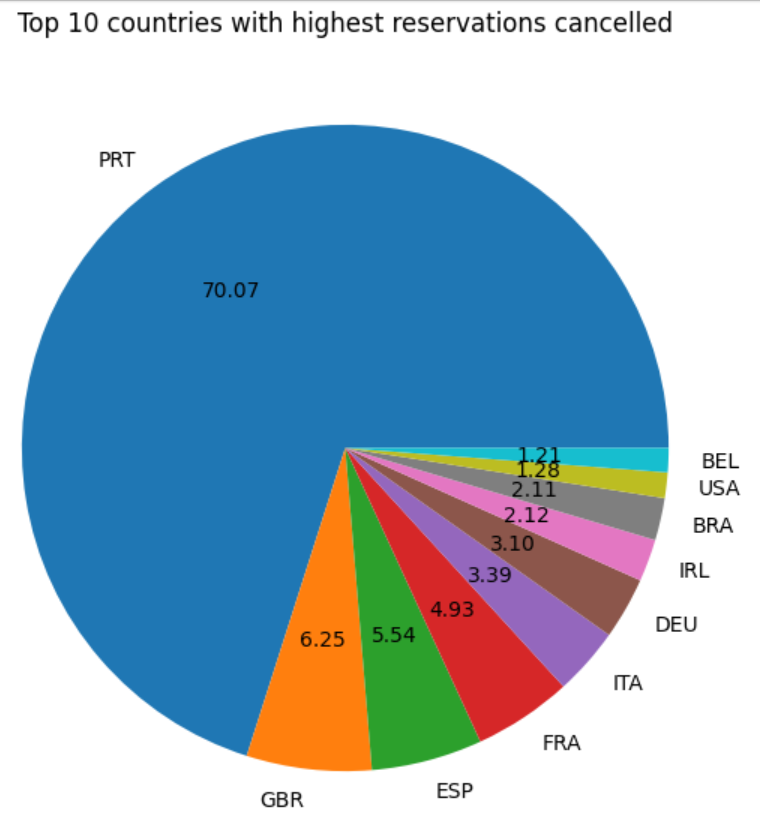 Top 10 countries with highest reservations cancelled
PRT
70.07
1.21
BEL
1.28
USA
2.11
BRA
2.12
IRL
3.10
DEU
3.39
ITA
4.93
FRA
5.54
ESP
6.25
GBR